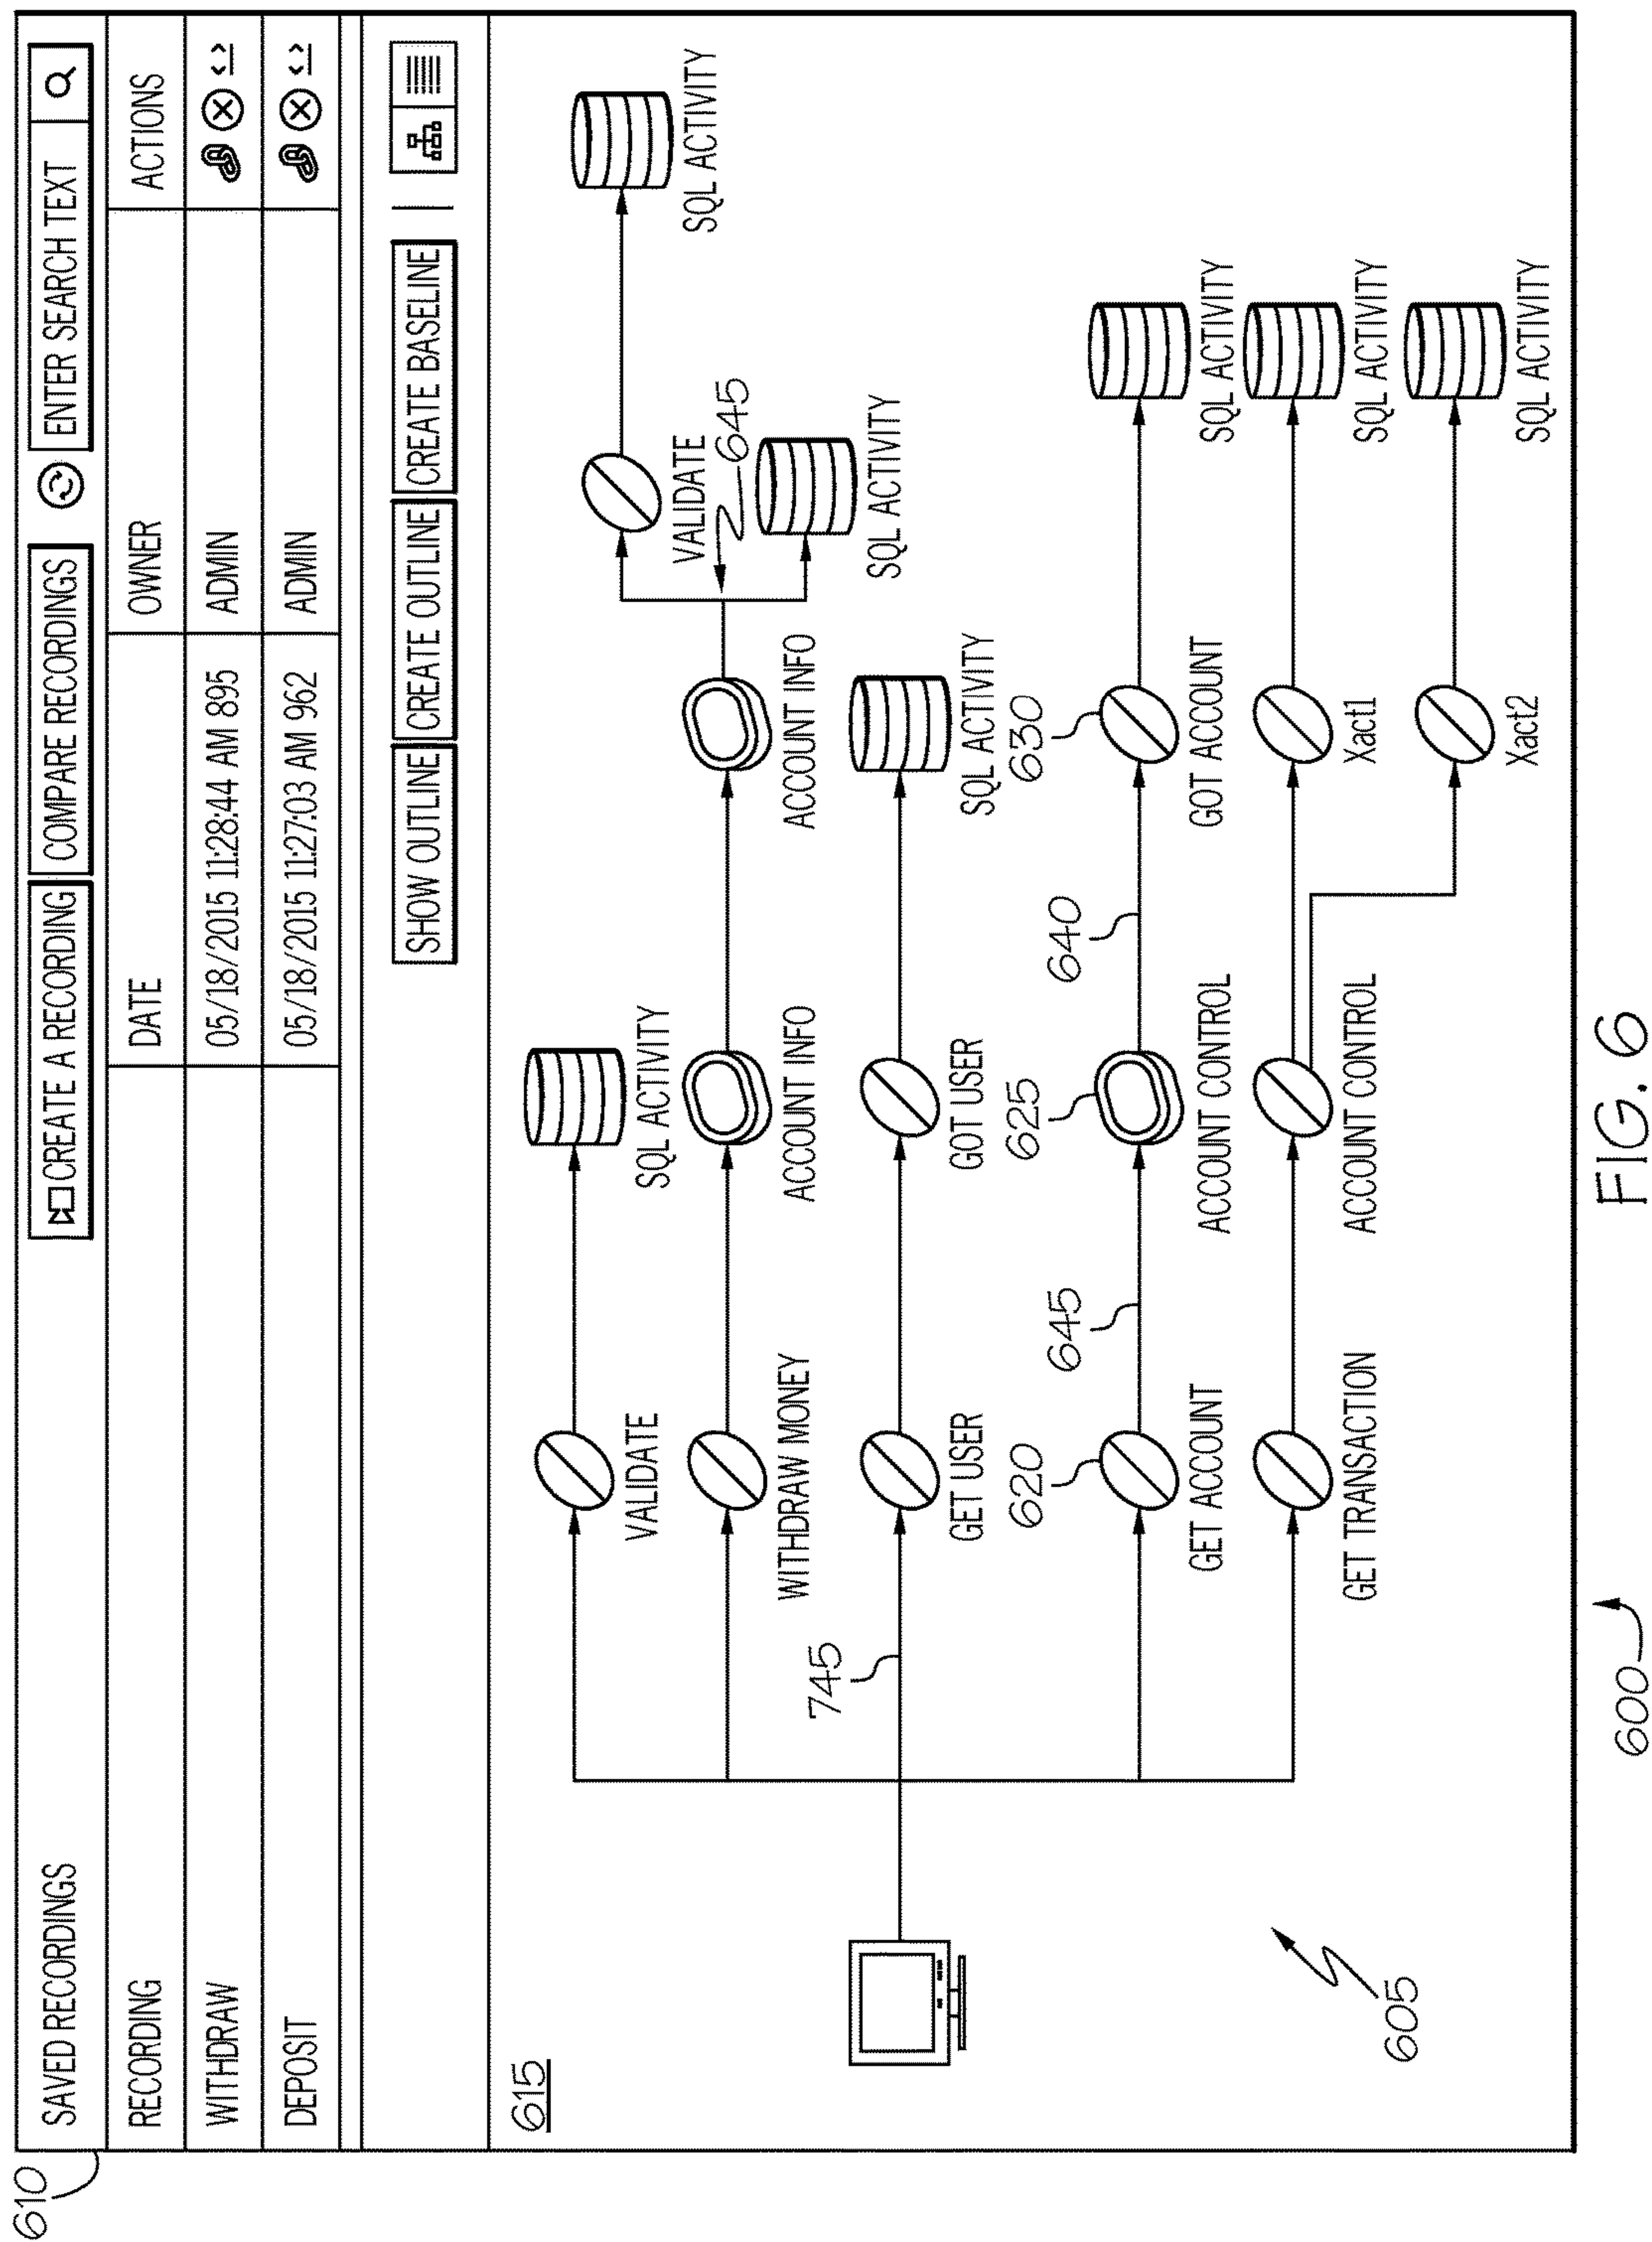 610
SAVED RECORDINGS
CREATE A RECORDING
COMPARE RECORDINGS
ENTER SEARCH TEXT
RECORDING
DATE
OWNER
ACTIONS
WITHDRAW
05/18/2015 11:28:44 AM 895
ADMIN
DEPOSIT
05/18/2015 11:27:03 AM 962
ADMIN
SHOW OUTLINE
CREATE OUTLINE
CREATE BASELINE
615
VALIDATE
SQL ACTIVITY
VALIDATE
SQL ACTIVITY
645
WITHDRAW MONEY
ACCOUNT INFO
ACCOUNT INFO
SQL ACTIVITY
745
GET USER
GOT USER
SQL ACTIVITY
620
645
625
640
630
GET ACCOUNT
ACCOUNT CONTROL
GOT ACCOUNT
SQL ACTIVITY
GET TRANSACTION
ACCOUNT CONTROL
Xact1
SQL ACTIVITY
605
Xact2
SQL ACTIVITY
600
FIG. 6